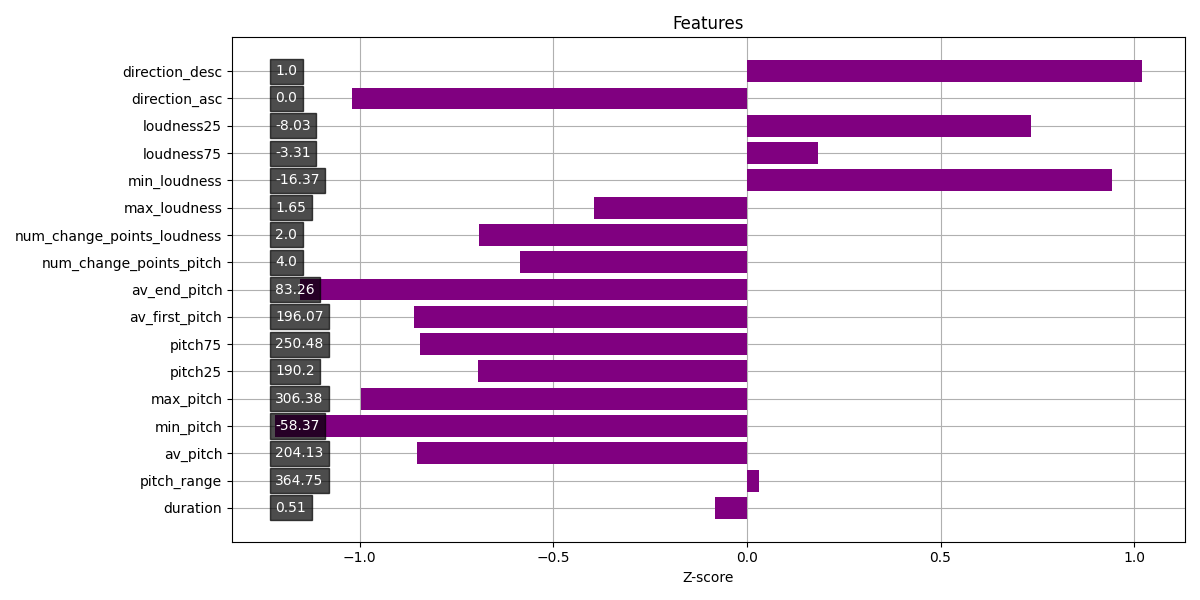 Features
direction_desc 1.0
direction_asc 0.0
loudness25 -8.03
loudness75 -3.31
min_loudness -16.37
max_loudness 1.65
num_change_points_loudness 2.0
num_change_points_pitch 4.0
av_end_pitch 83.26
av_first_pitch 196.07
pitch75 250.48
pitch25 190.2
max_pitch 306.38
min_pitch -58.37
av_pitch 204.13
pitch_range 364.75
duration 0.51
−1.0 −0.5 0.0 0.5 1.0
Z-score